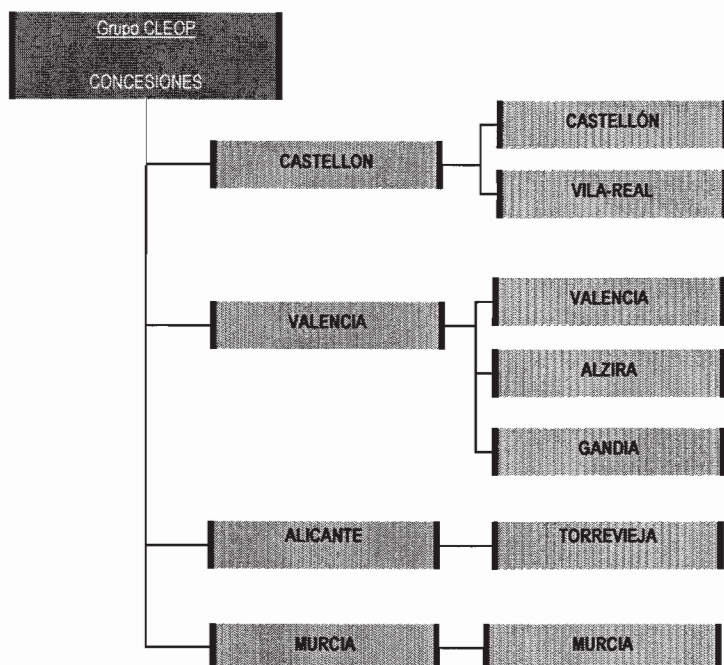 Grupo CLEOP
CONCESIONES
CASTELLON
CASTELLÓN
VILA-REAL
VALENCIA
VALENCIA
ALZIRA
GANDIA
ALICANTE
TORREVIEJA
MURCIA
MURCIA